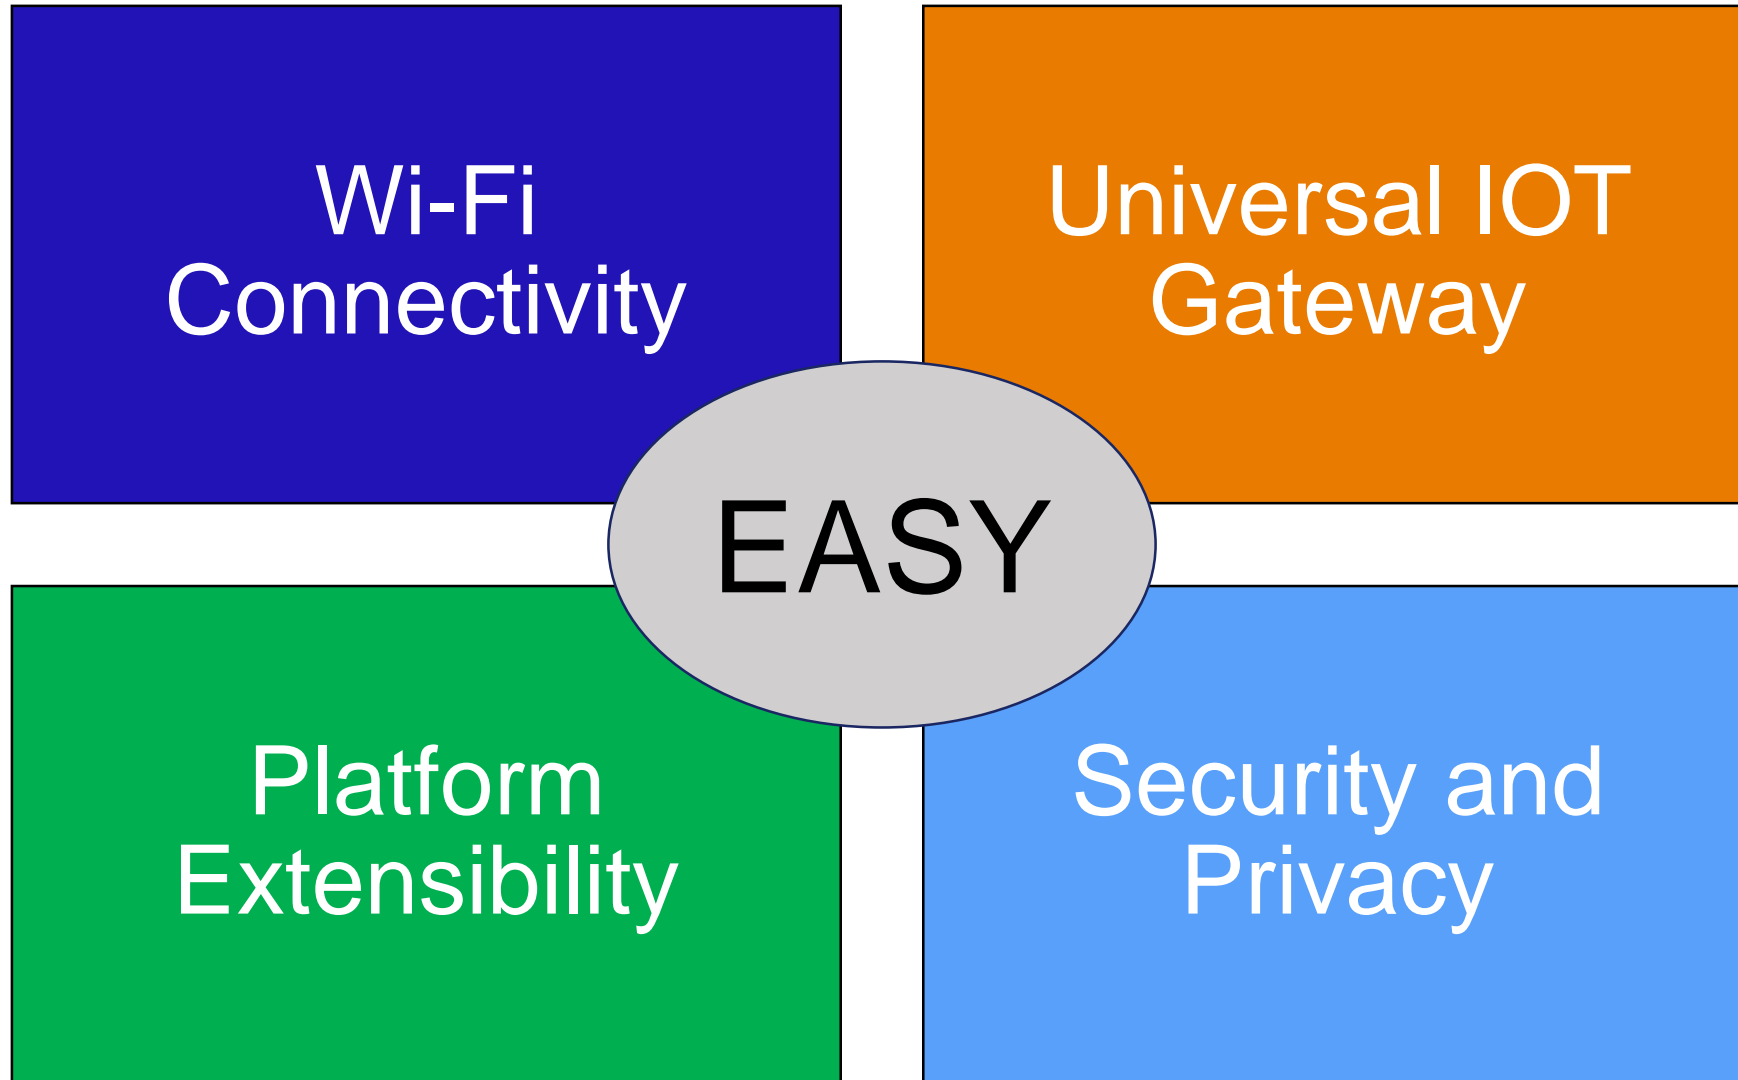 Wi-Fi
Connectivity
Universal IOT
Gateway
EASY
Platform
Extensibility
Security and
Privacy